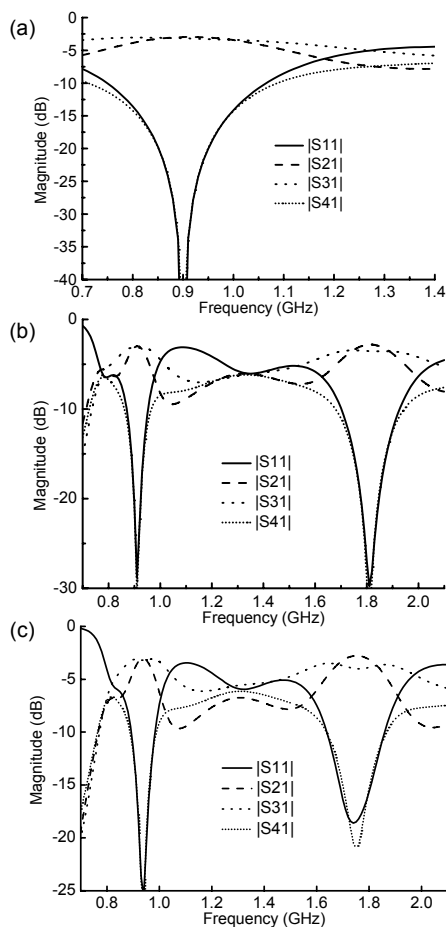 (a)
0
-5
-10
-15
-20
-25
-30
-35
-40
Magnitude (dB)
|S11|
|S21|
|S31|
|S41|
0.7 0.8 0.9 1.0 1.1 1.2 1.3 1.4
Frequency (GHz)
(b)
0
-10
-20
-30
Magnitude (dB)
|S11|
|S21|
|S31|
|S41|
0.8 1.0 1.2 1.4 1.6 1.8 2.0
Frequency (GHz)
(c)
0
-5
-10
-15
-20
-25
Magnitude (dB)
|S11|
|S21|
|S31|
|S41|
0.8 1.0 1.2 1.4 1.6 1.8 2.0
Frequency (GHz)